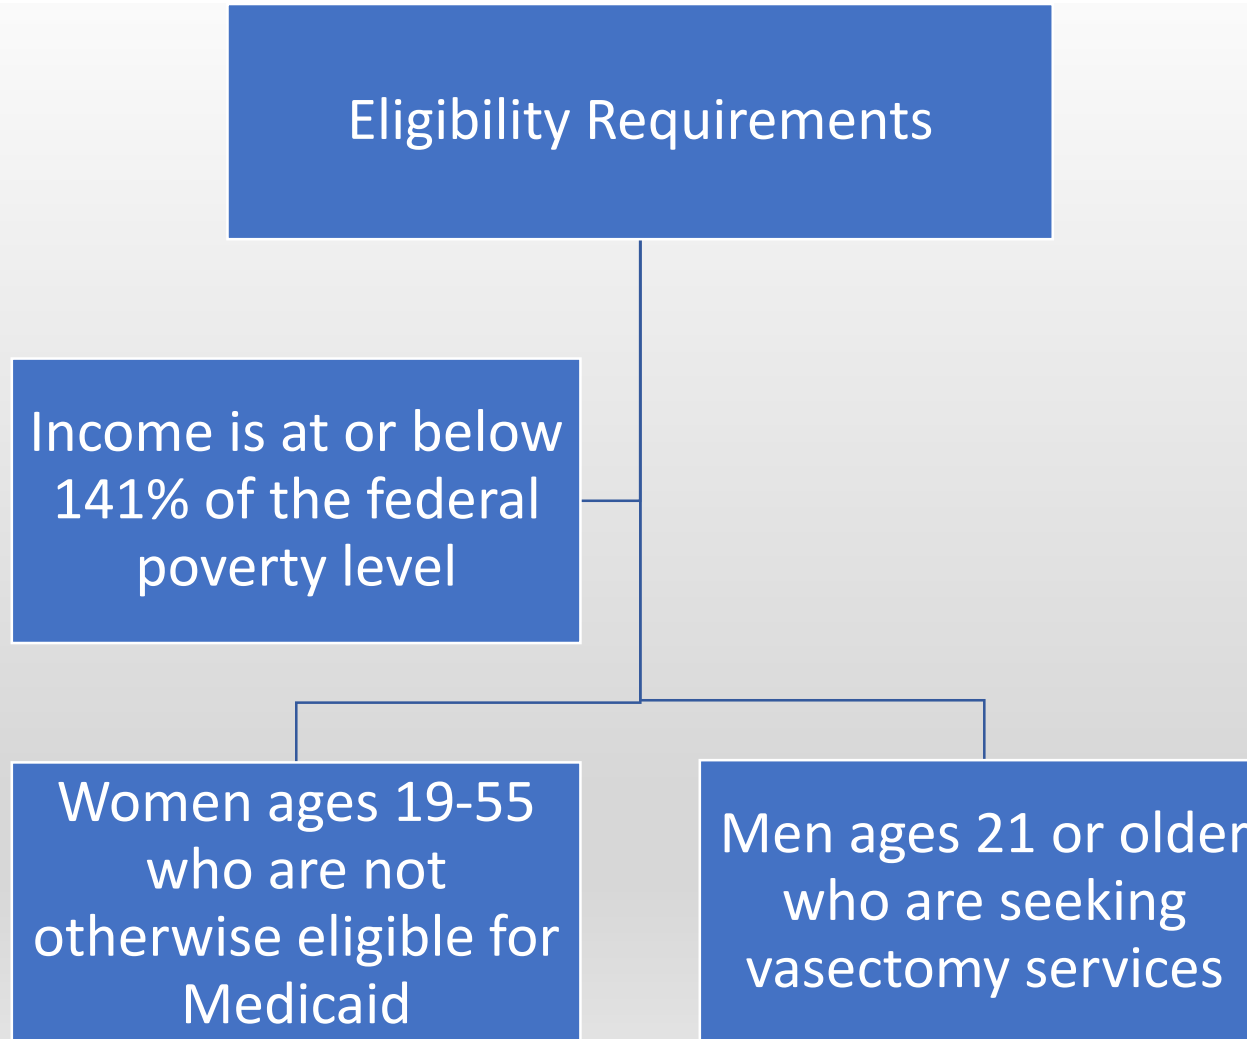 Eligibility Requirements
Income is at or below
141% of the federal
poverty level
Women ages 19-55
who are not
otherwise eligible for
Medicaid
Men ages 21 or older
who are seeking
vasectomy services